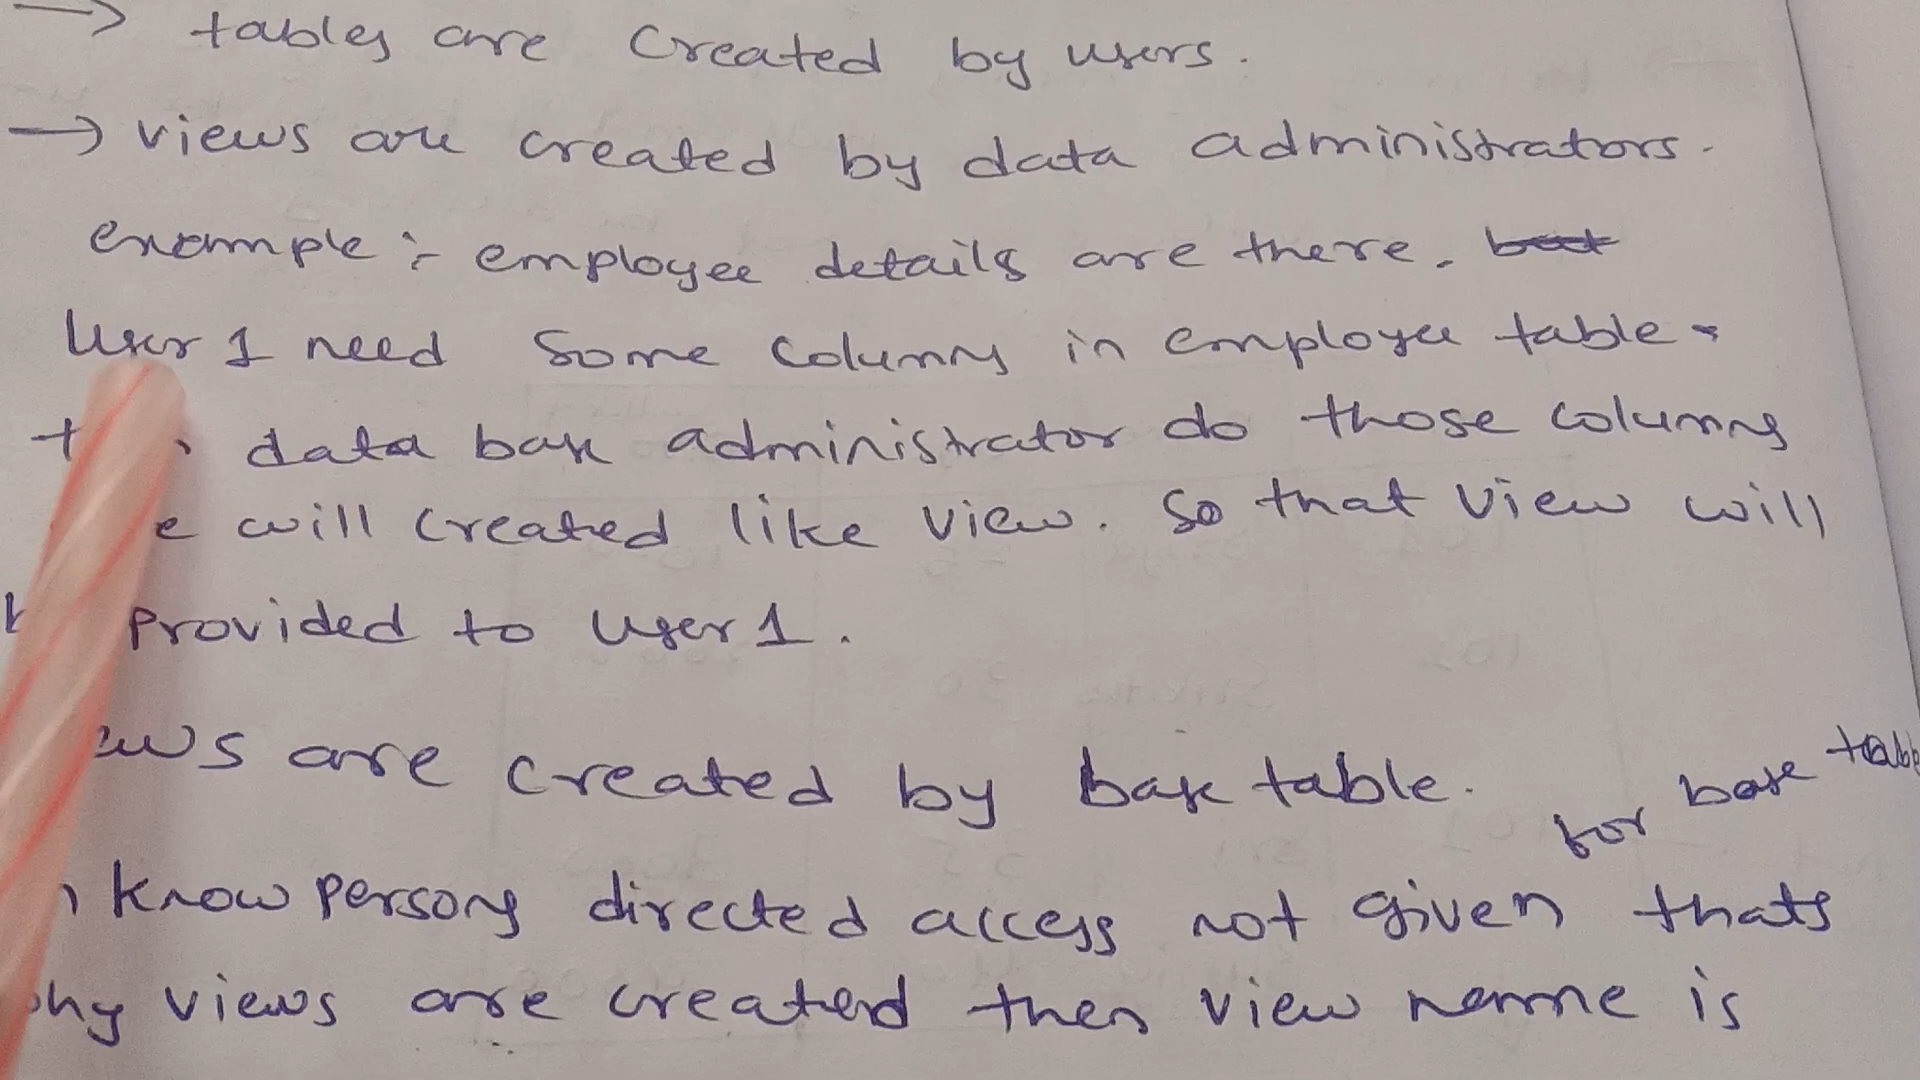 → tables are created by users.
→ views are created by data administrators.
example :- employee details are there.
User 1 need some columns in employee table.
data base administrator do those columns
will created like view. so that view will
provided to user 1.
are created by base table.
for base table
know persons directed access not given thats
views are created then view name is